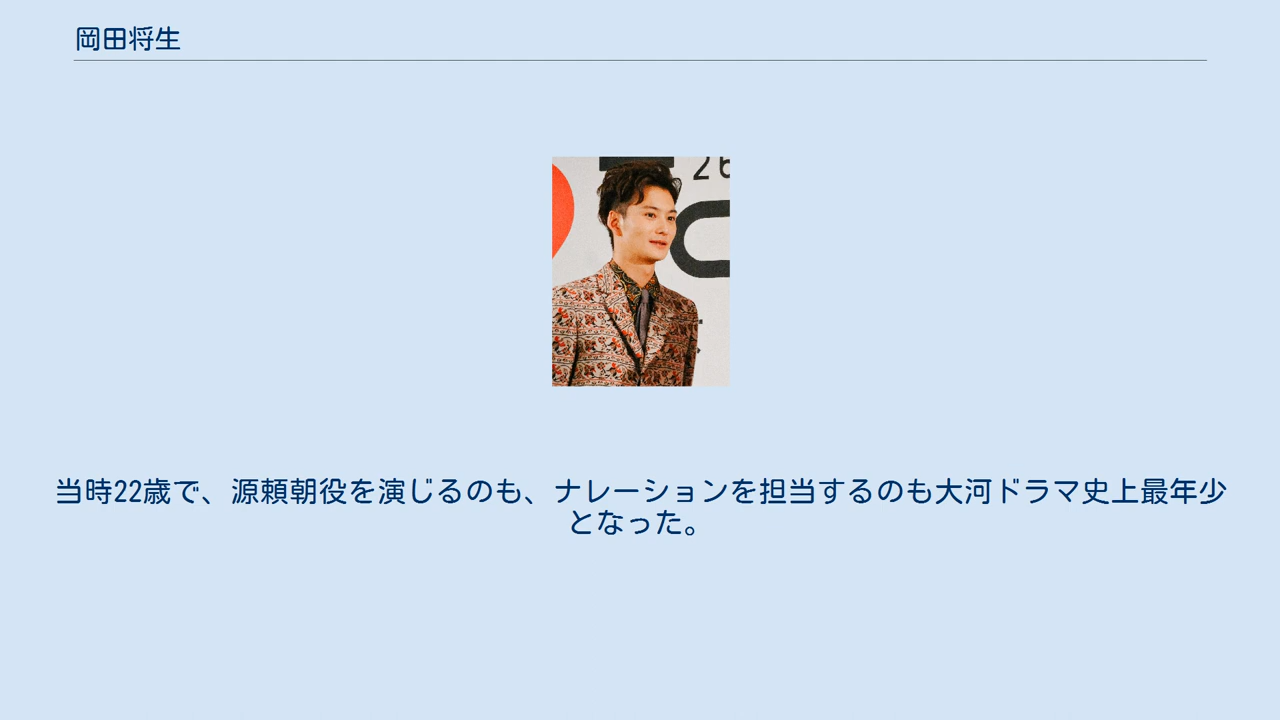 岡田将生
26
当時22歳で、源頼朝役を演じるのも、ナレーションを担当するのも大河ドラマ史上最年少
となった。